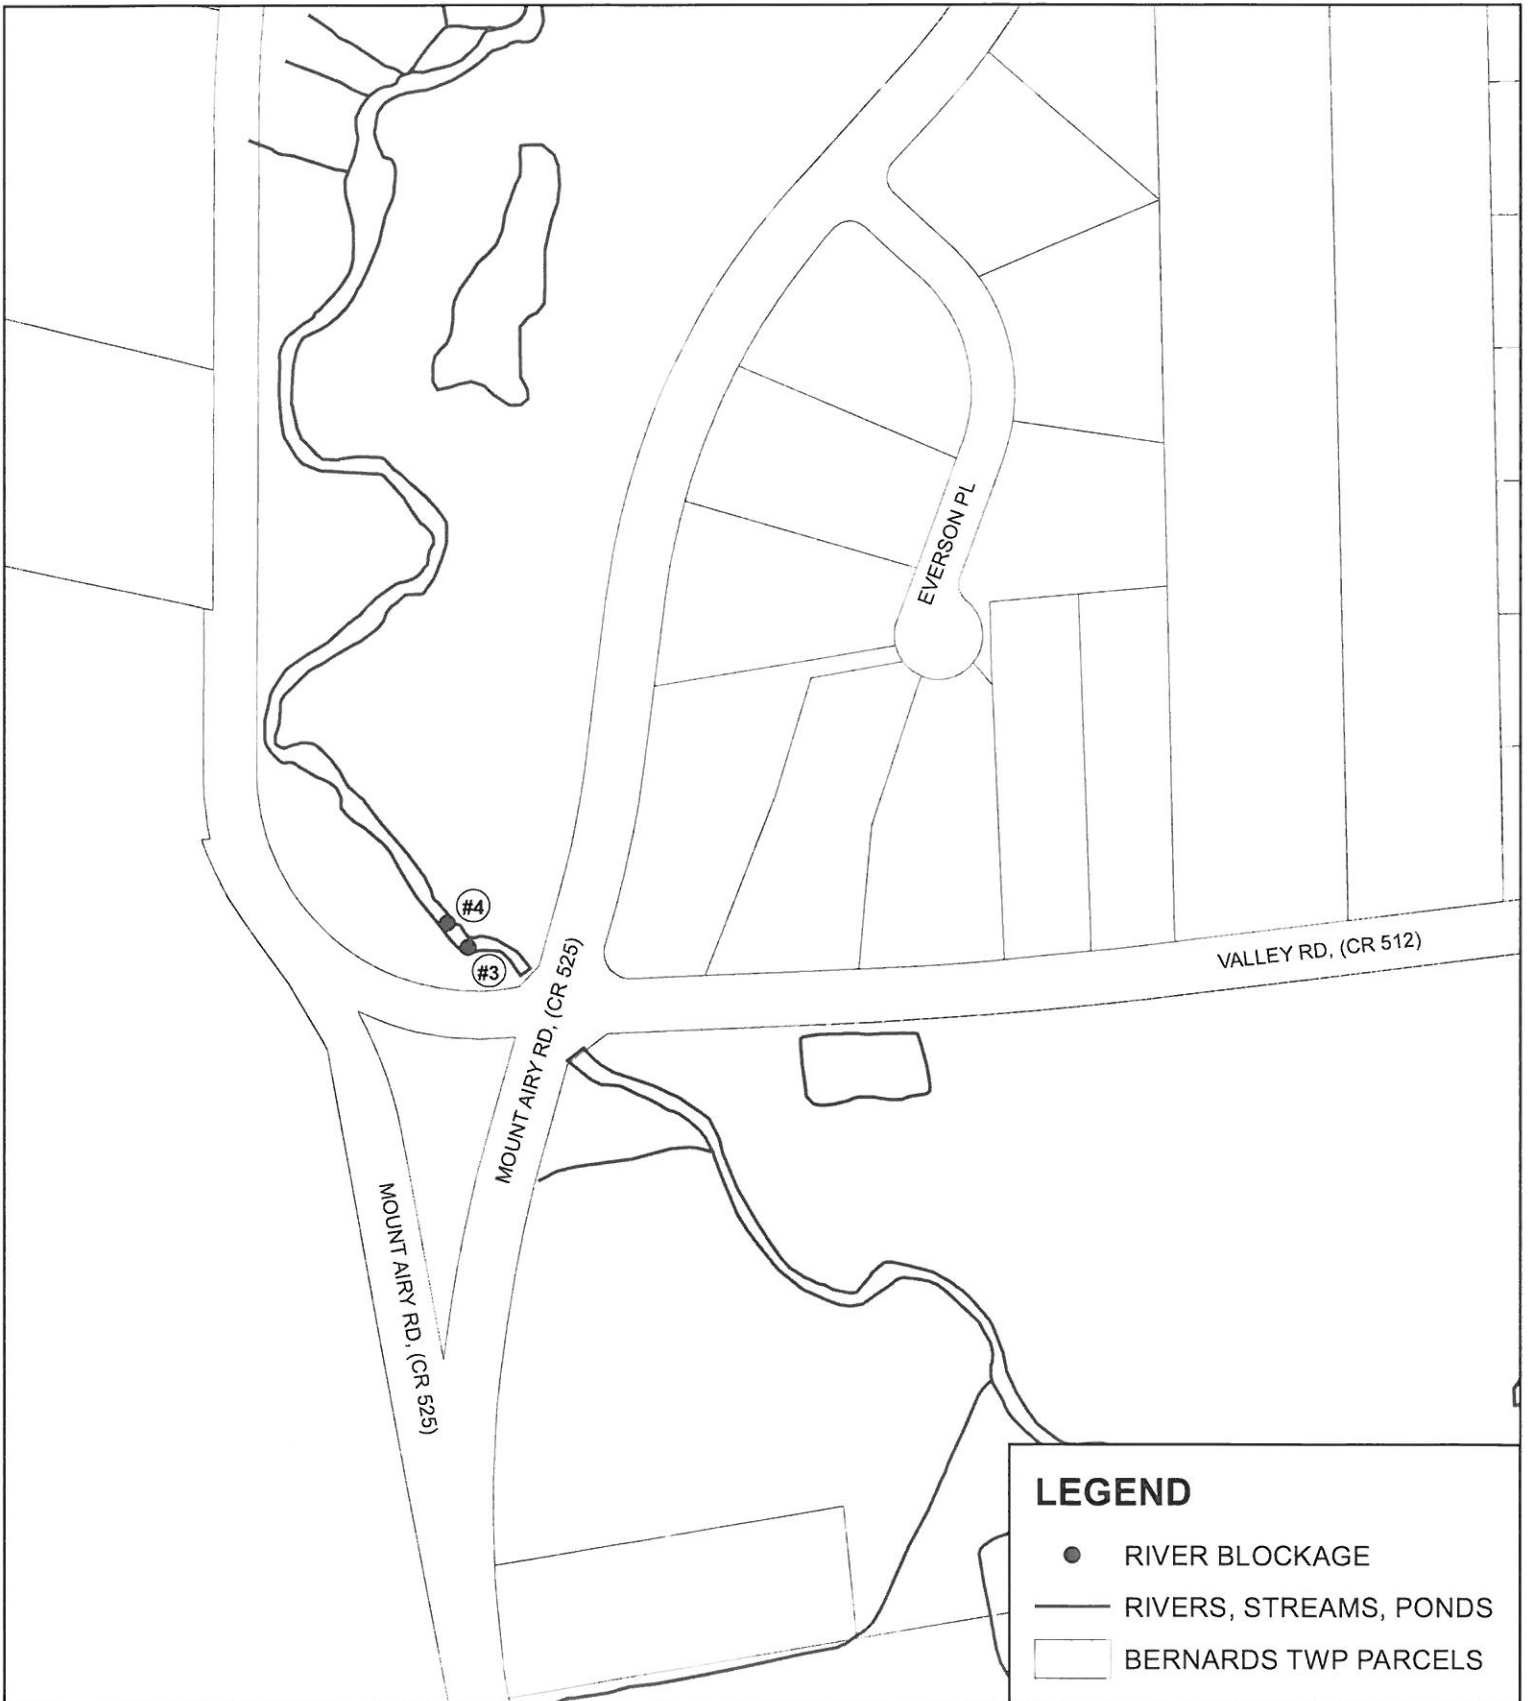 EVERSON PL
#4
#3
MOUNT AIRY RD, (CR 525)
VALLEY RD, (CR 512)
MOUNT AIRY RD, (CR 525)
LEGEND
RIVER BLOCKAGE
RIVERS, STREAMS, PONDS
BERNARDS TWP PARCELS